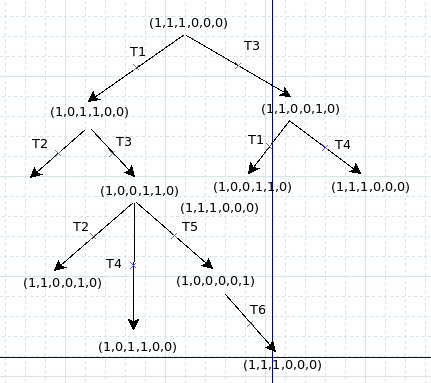 (1,1,1,0,0,0)
T1
T3
(1,0,1,1,0,0)
(1,1,0,0,1,0)
T2
T3
T1
T4
(1,0,0,1,1,0)
(1,0,0,1,1,0)
(1,1,1,0,0,0)
(1,1,1,0,0,0)
T2
T4
T5
(1,1,0,0,1,0)
(1,0,0,0,0,1)
T6
(1,0,1,1,0,0)
(1,1,1,0,0,0)